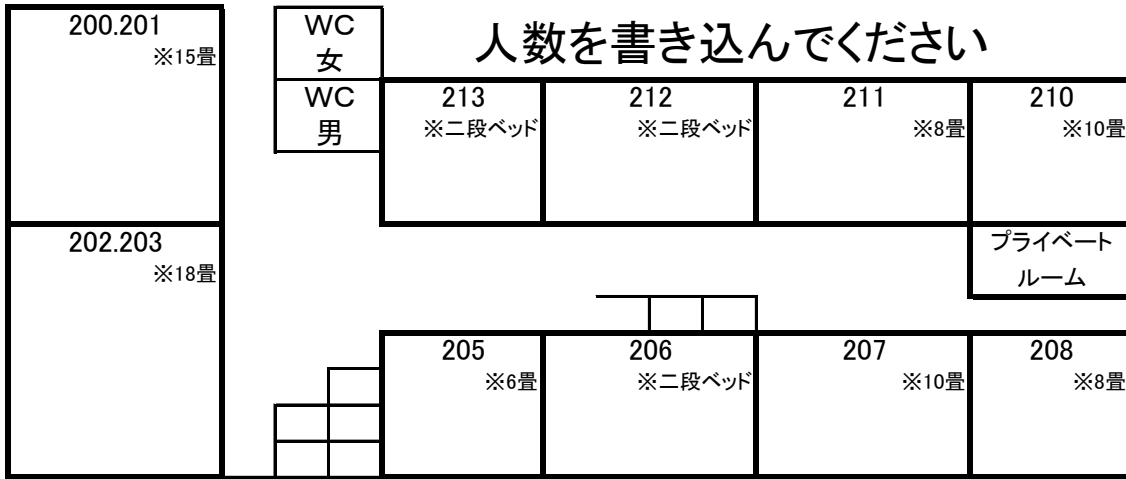 200.201
※15畳
WC
女
人数を書き込んでください
WC
男
213
※二段ベッド
212
※二段ベッド
211
※8畳
210
※10畳
202.203
※18畳
プライベート
ルーム
205
※6畳
206
※二段ベッド
207
※10畳
208
※8畳